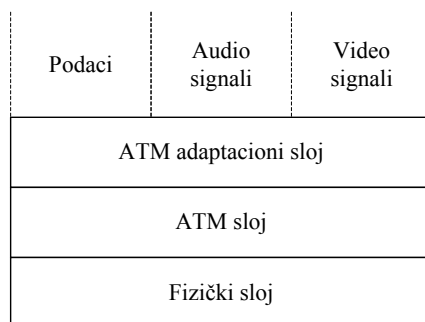 Podaci
Audio
signali
Video
signali
ATM adaptacioni sloj
ATM sloj
Fizički sloj